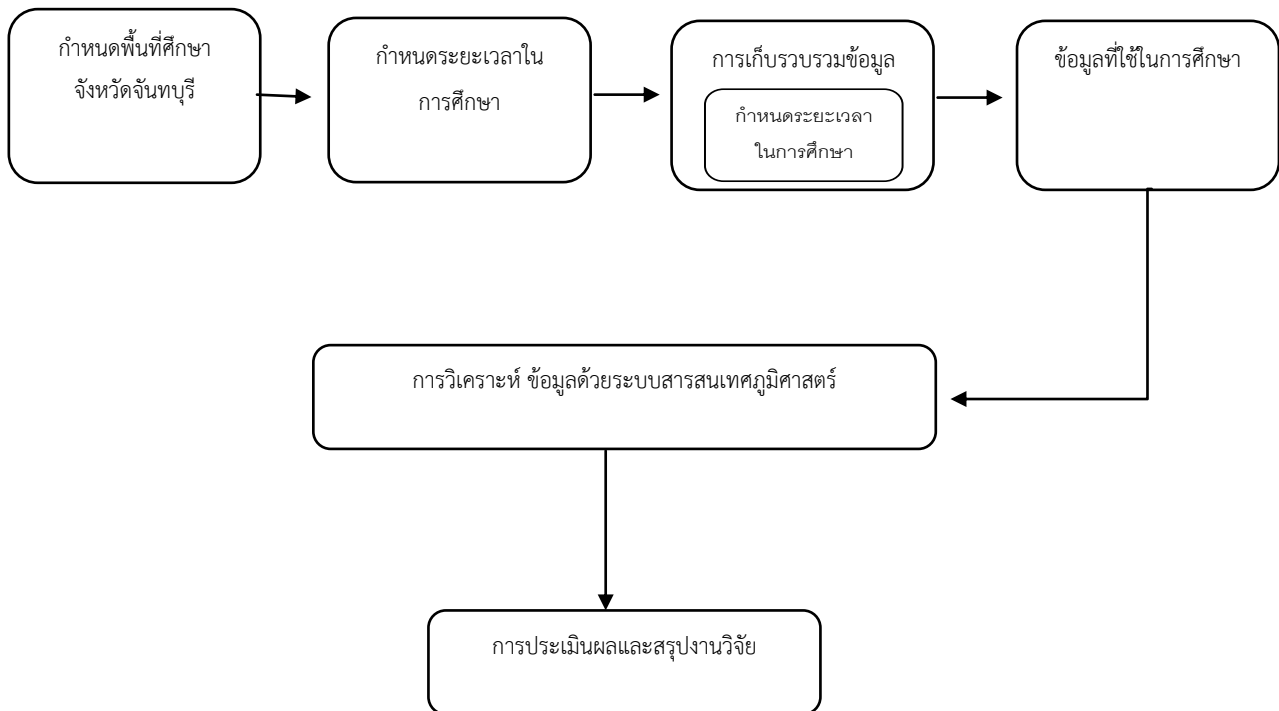 กำหนดพื้นที่ศึกษา
จังหวัดจันทบุรี
กำหนดระยะเวลาใน
การศึกษา
การเก็บรวบรวมข้อมูล
กำหนดระยะเวลา
ในการศึกษา
ข้อมูลที่ใช้ในการศึกษา
การวิเคราะห์ ข้อมูลด้วยระบบสารสนเทศภูมิศาสตร์
การประเมินผลและสรุปงานวิจัย